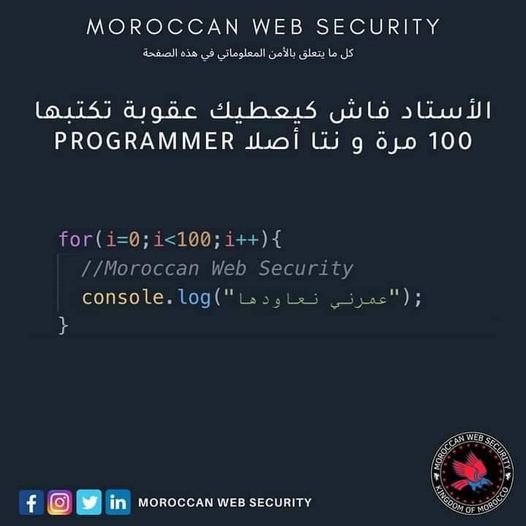 MOROCCAN WEB SECURITY
كل ما يتعلق بالأمن المعلوماتي في هذه الصفحة
الأستاد فاش كيعطيك عقوبة تكتبها
100 مرة و نتا أصلا PROGRAMMER
for(i=0;i<100;i++){
//Moroccan Web Security
console.log("عمرني نعاودها");
}
MOROCCAN WEB SECURITY
KINGDOM OF MOROCCO
MOROCCAN WEB SECURITY